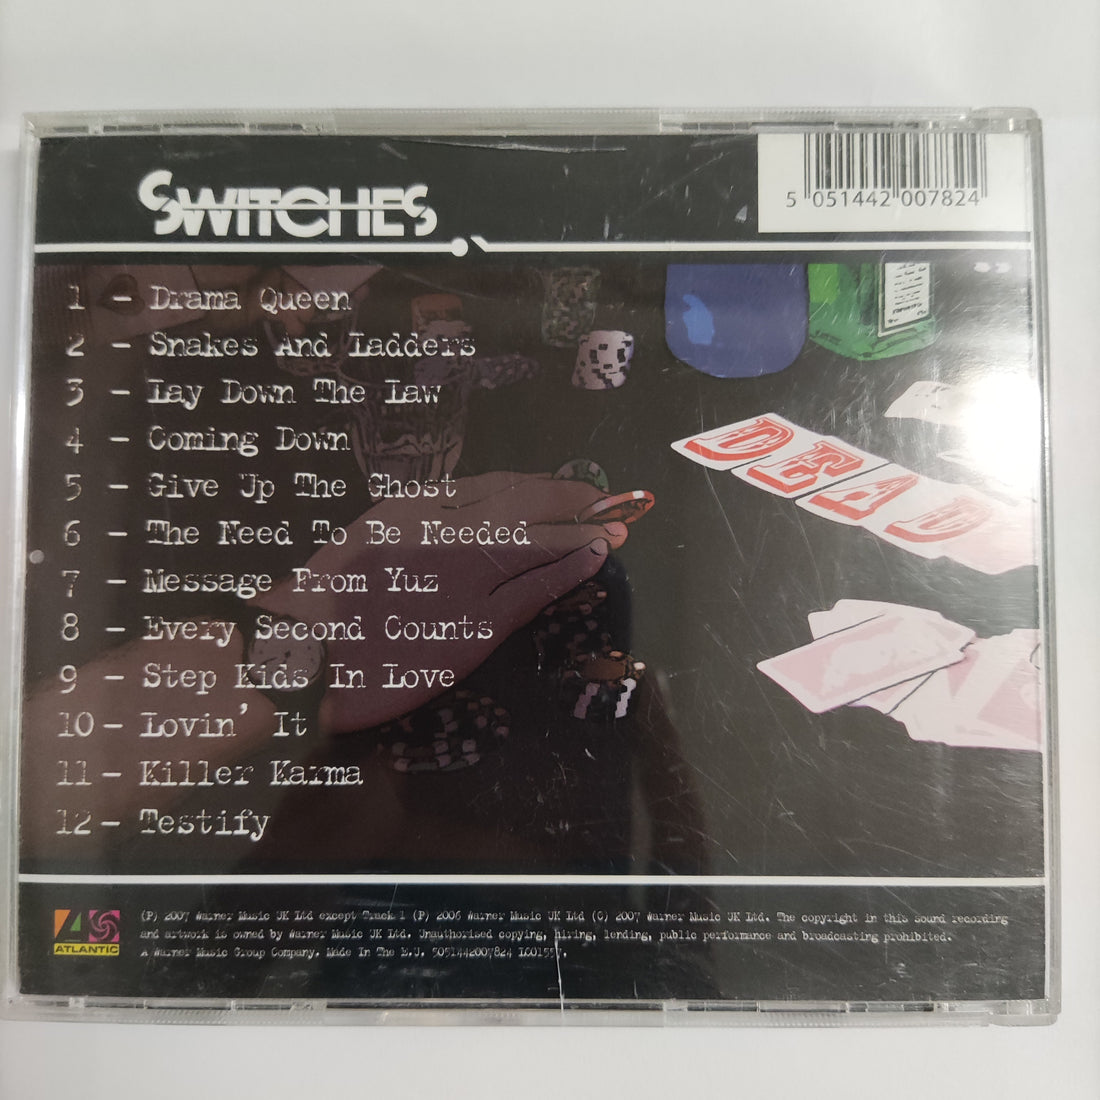 SWITCHES
5 051442 007824
1 - Drama Queen
2 - Snakes And Ladders
3 - Lay Down The Law
4 - Coming Down
5 - Give Up The Ghost
6 - The Need To Be Needed
7 - Message From Yuz
8 - Every Second Counts
9 - Step Kids In Love
10 - Lovin' It
11 - Killer Karma
12 - Testify
DEAD
ATLANTIC
(P) 2007 Warner Music UK Ltd except Track 1 (P) 2006 Warner Music UK Ltd (C) 2007 Warner Music UK Ltd. The copyright in this sound recording
and artwork is owned by Warner Music UK Ltd. Unauthorised copying, hiring, lending, public performance and broadcasting prohibited.
A Warner Music Group Company. Made In The E.U. 5051442007824 LC01557.